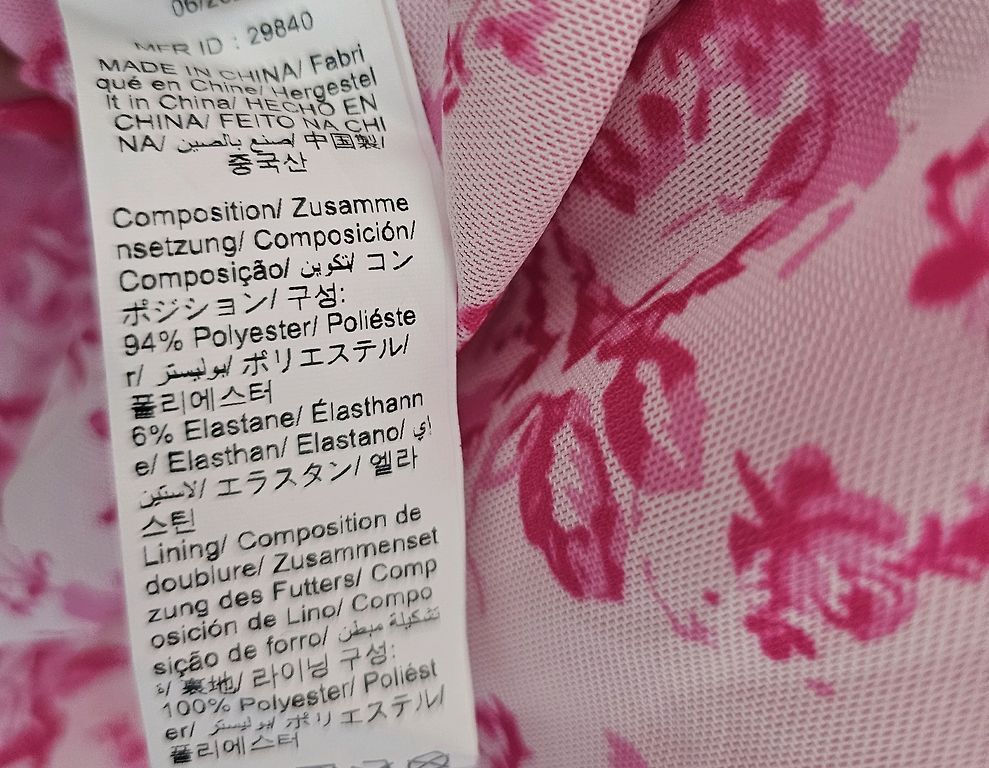 MFR ID : 29840
MADE IN CHINA/ Fabri
qué en Chine/ Hergestel
lt in China/ HECHO EN
CHINA/ FEITO NA CHI
NA/ صنع بالصين/ 中国製/
중국산
Composition/ Zusamme
nsetzung/ Composición/
Composição/ تكوين/ コン
ポジション/ 구성:
94% Polyester/ Poliéste
r/ بوليستر/ ポリエステル/
폴리에스터
6% Elastane/ Élasthann
e/ Elasthan/ Elastano/ اي
لاستين/ エラスタン/ 엘라
스틴
Lining/ Composition de
doublure/ Zusammenset
zung des Futters/ Comp
osición de Lino/ Compo
sição de forro/ تشكيلة مبطن
ة/ 裏地/ 라이닝 구성:
100% Polyester/ Poliést
er/ بوليستر/ ポリエステル/
폴리에스터